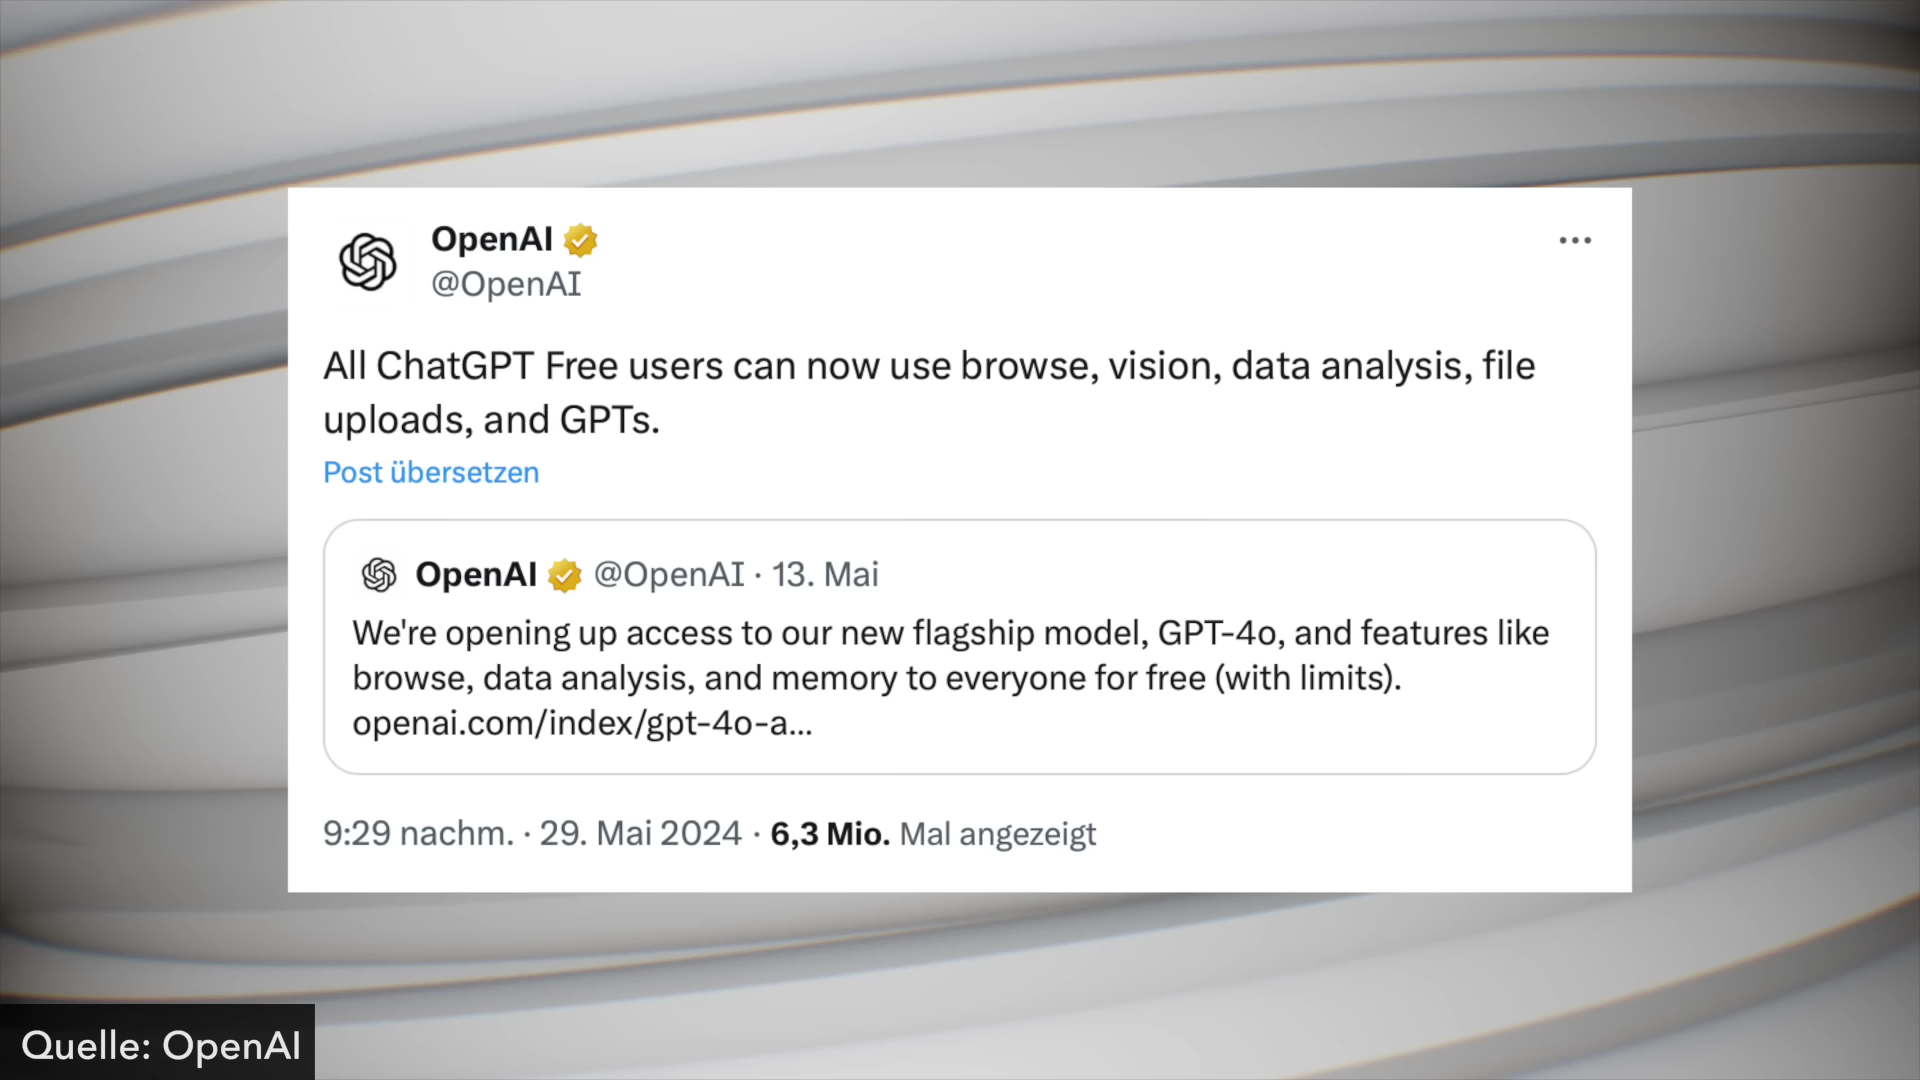 OpenAI
@OpenAI
All ChatGPT Free users can now use browse, vision, data analysis, file
uploads, and GPTs.
Post übersetzen
OpenAI @OpenAI · 13. Mai
We're opening up access to our new flagship model, GPT-4o, and features like
browse, data analysis, and memory to everyone for free (with limits).
openai.com/index/gpt-4o-a...
9:29 nachm. · 29. Mai 2024 · 6,3 Mio. Mal angezeigt
Quelle: OpenAI